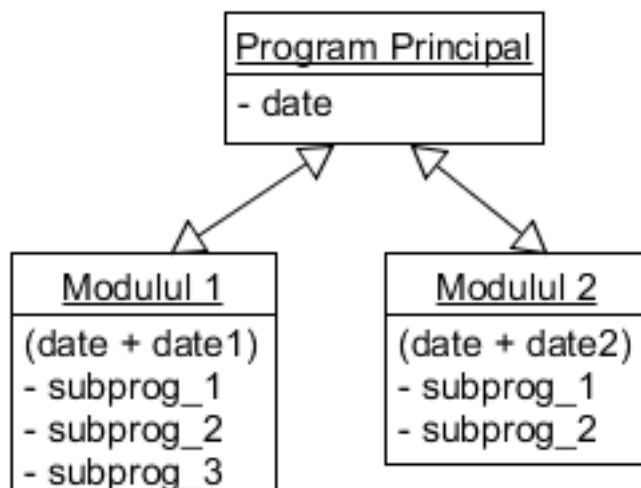 Program Principal
- date
Modulul 1
(date + date1)
- subprog_1
- subprog_2
- subprog_3
Modulul 2
(date + date2)
- subprog_1
- subprog_2